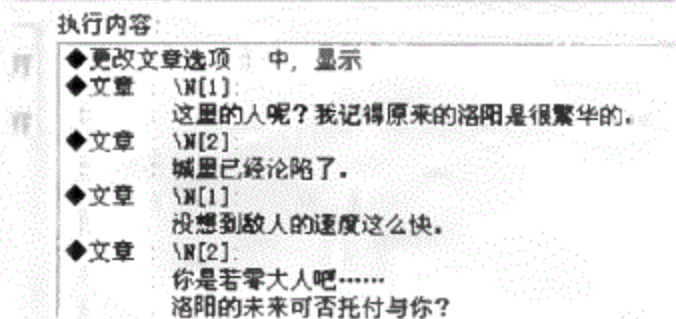 执行内容:
◆更改文章选项 : 中, 显示
◆文章 : \N[1]:
这里的人呢?我记得原来的洛阳是很繁华的。
◆文章 : \N[2]:
城里已经沦陷了。
◆文章 : \N[1]
没想到敌人的速度这么快。
◆文章 : \N[2]:
你是若零大人吧……
洛阳的未来可否托付与你?